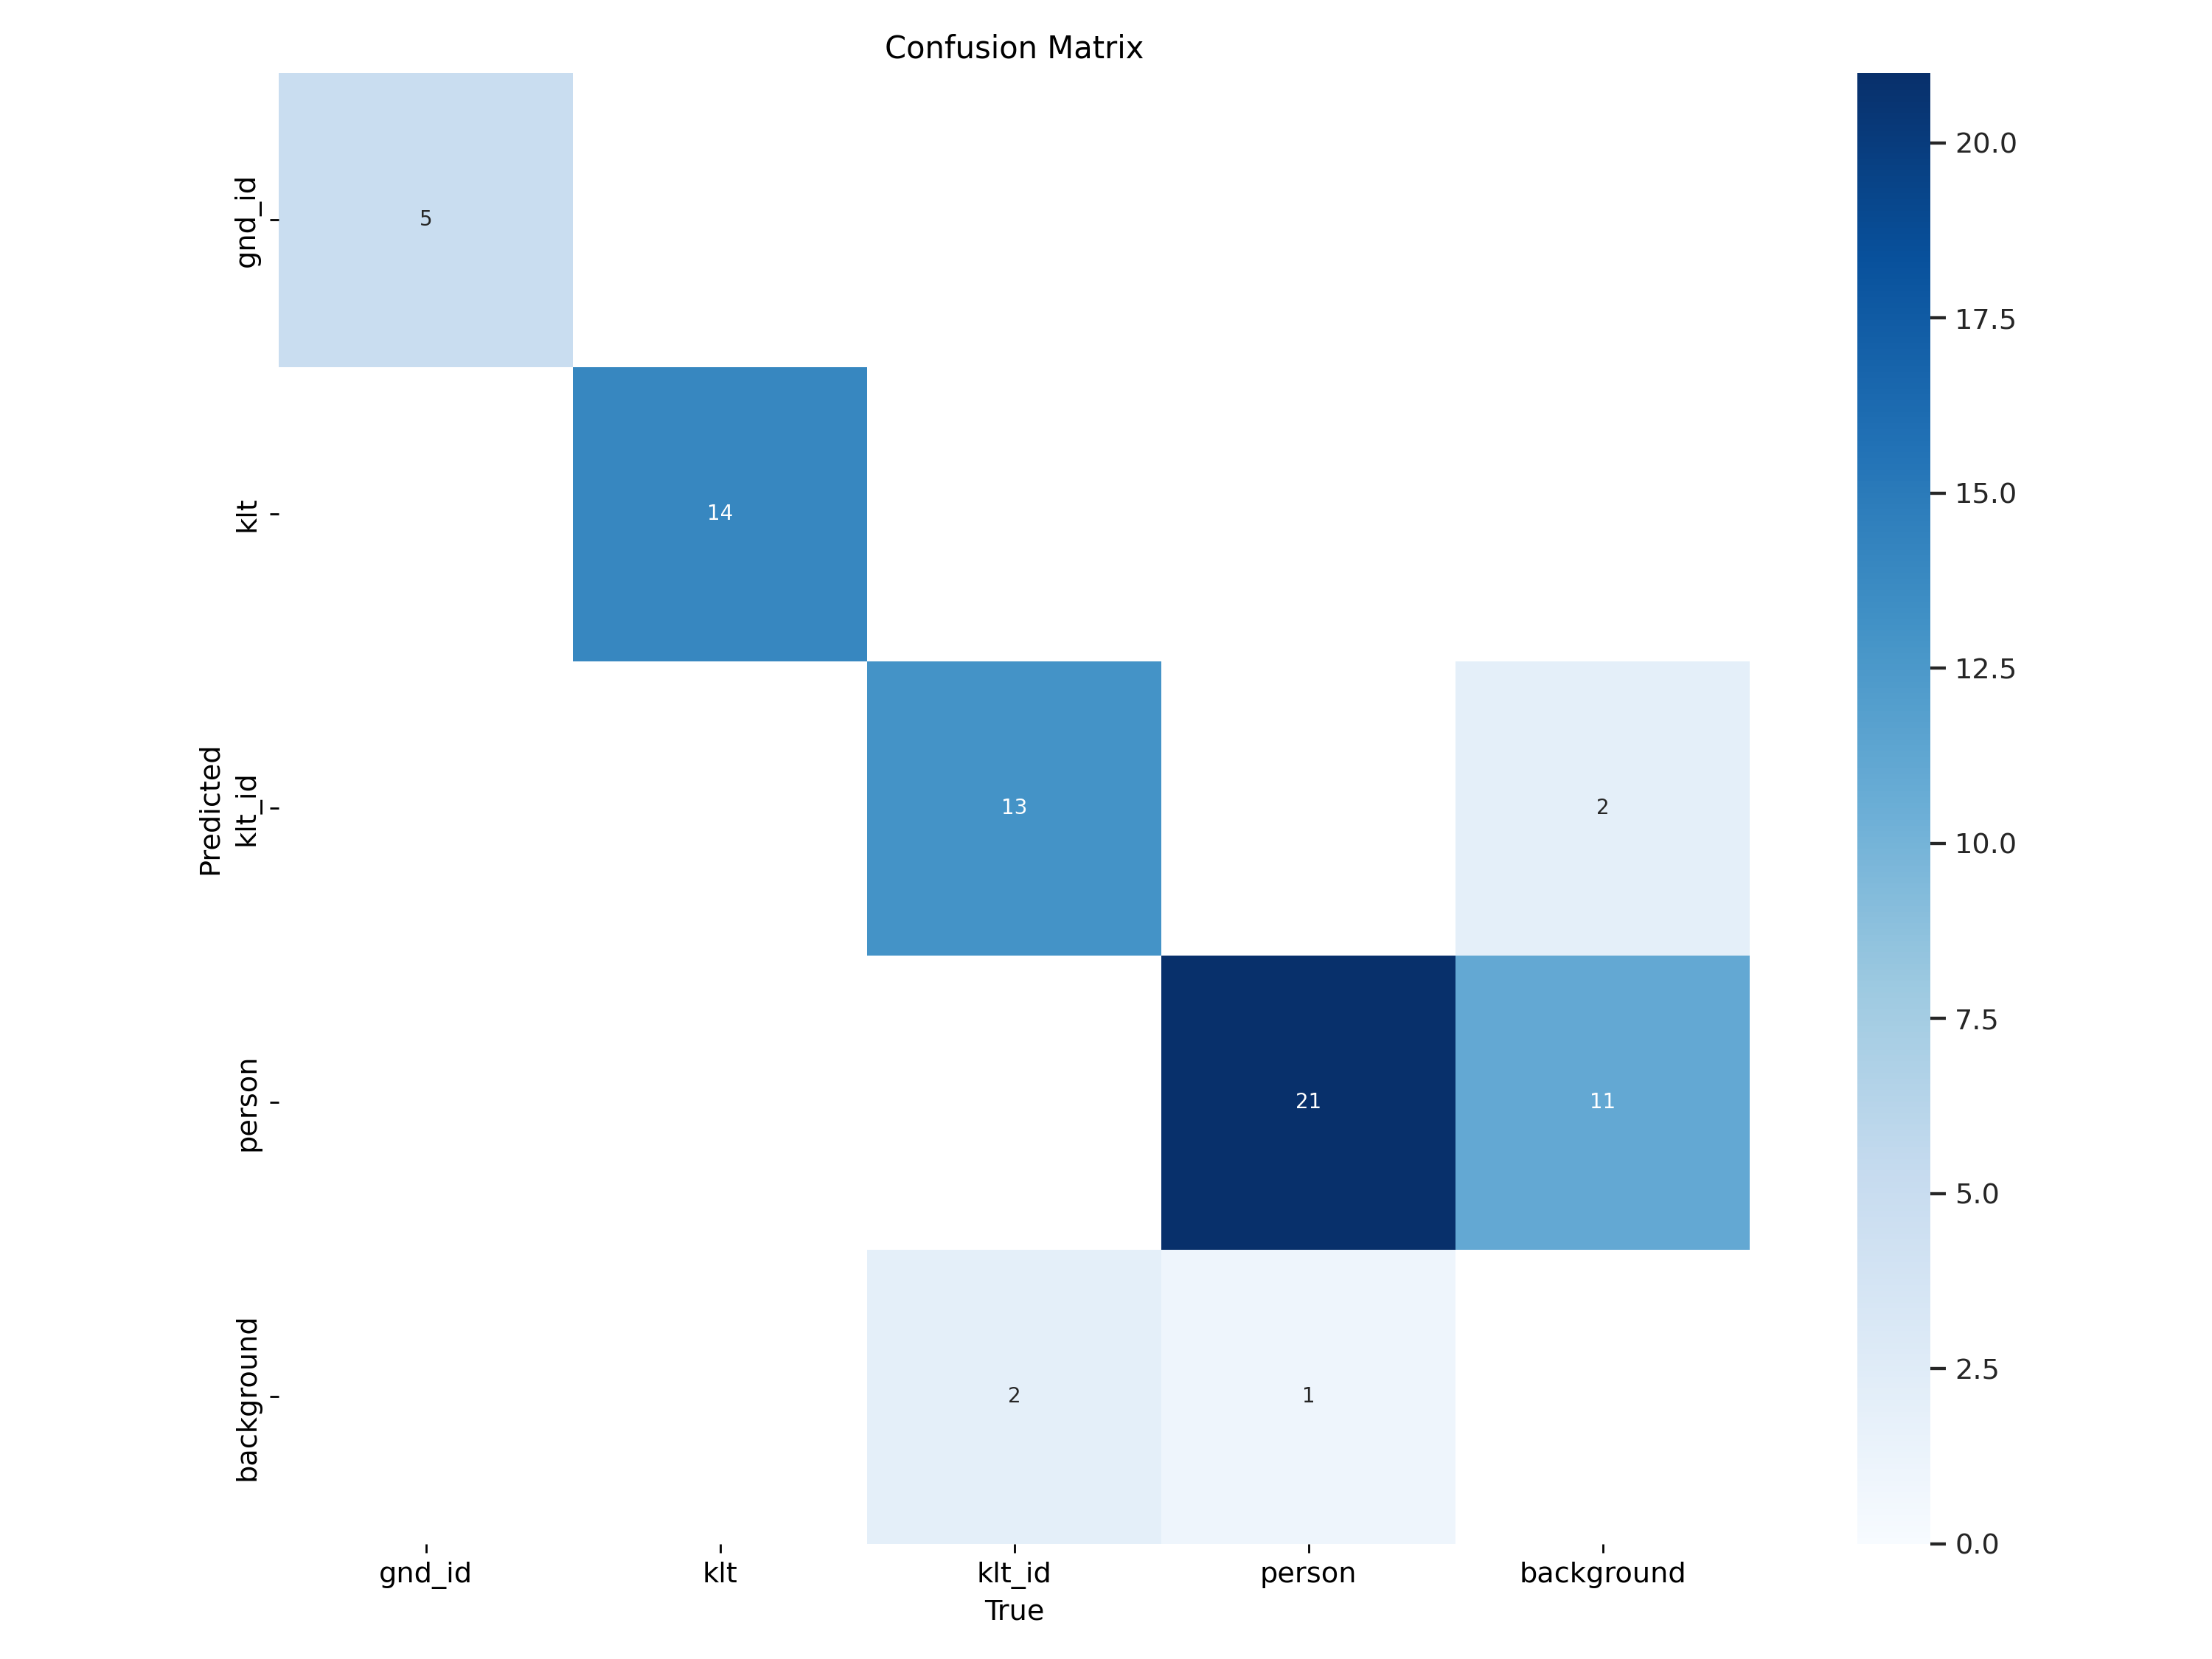 Confusion Matrix
gnd_id
5
20.0
17.5
klt
14
15.0
12.5
Predicted
klt_id
13
2
10.0
7.5
person
21
11
5.0
2.5
background
2
1
0.0
gnd_id klt klt_id person background
True